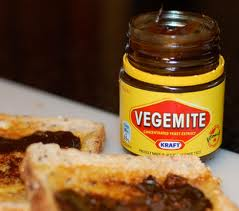 VEGEMITE
CONCENTRATED YEAST EXTRACT
KRAFT